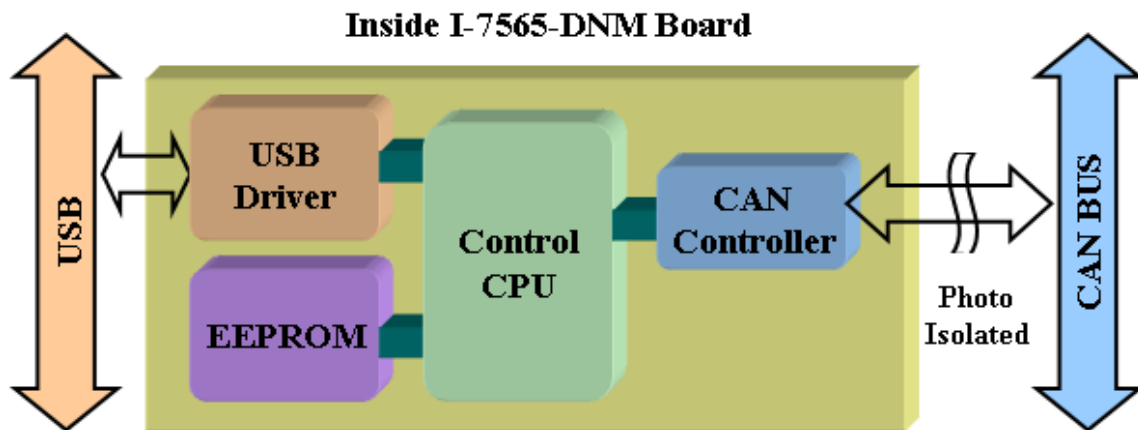 Inside I-7565-DNM Board
USB
USB
Driver
EEPROM
Control
CPU
CAN
Controller
Photo
Isolated
CAN BUS